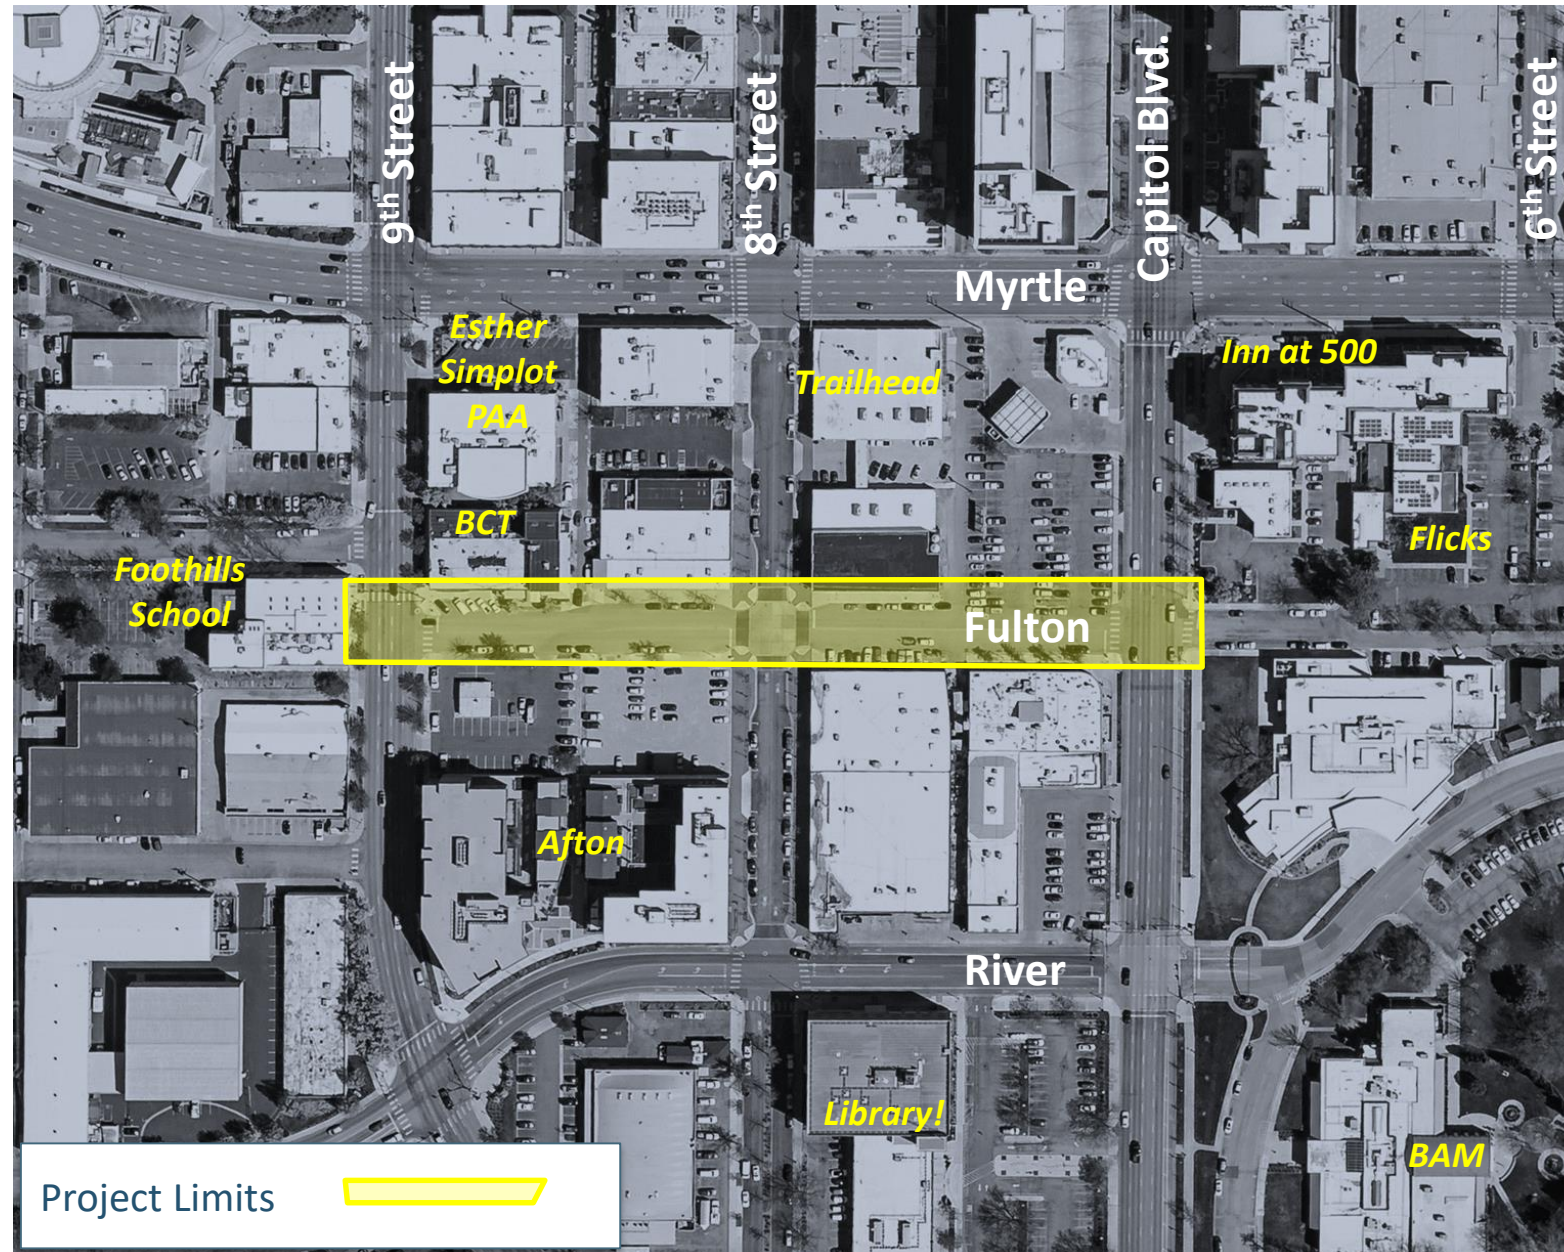 9th Street
8th Street
Capitol Blvd.
6th Street
Myrtle
Esther
Simplot
PAA
Trailhead
Inn at 500
BCT
Flicks
Foothills
School
Fulton
Afton
River
Library!
BAM
Project Limits